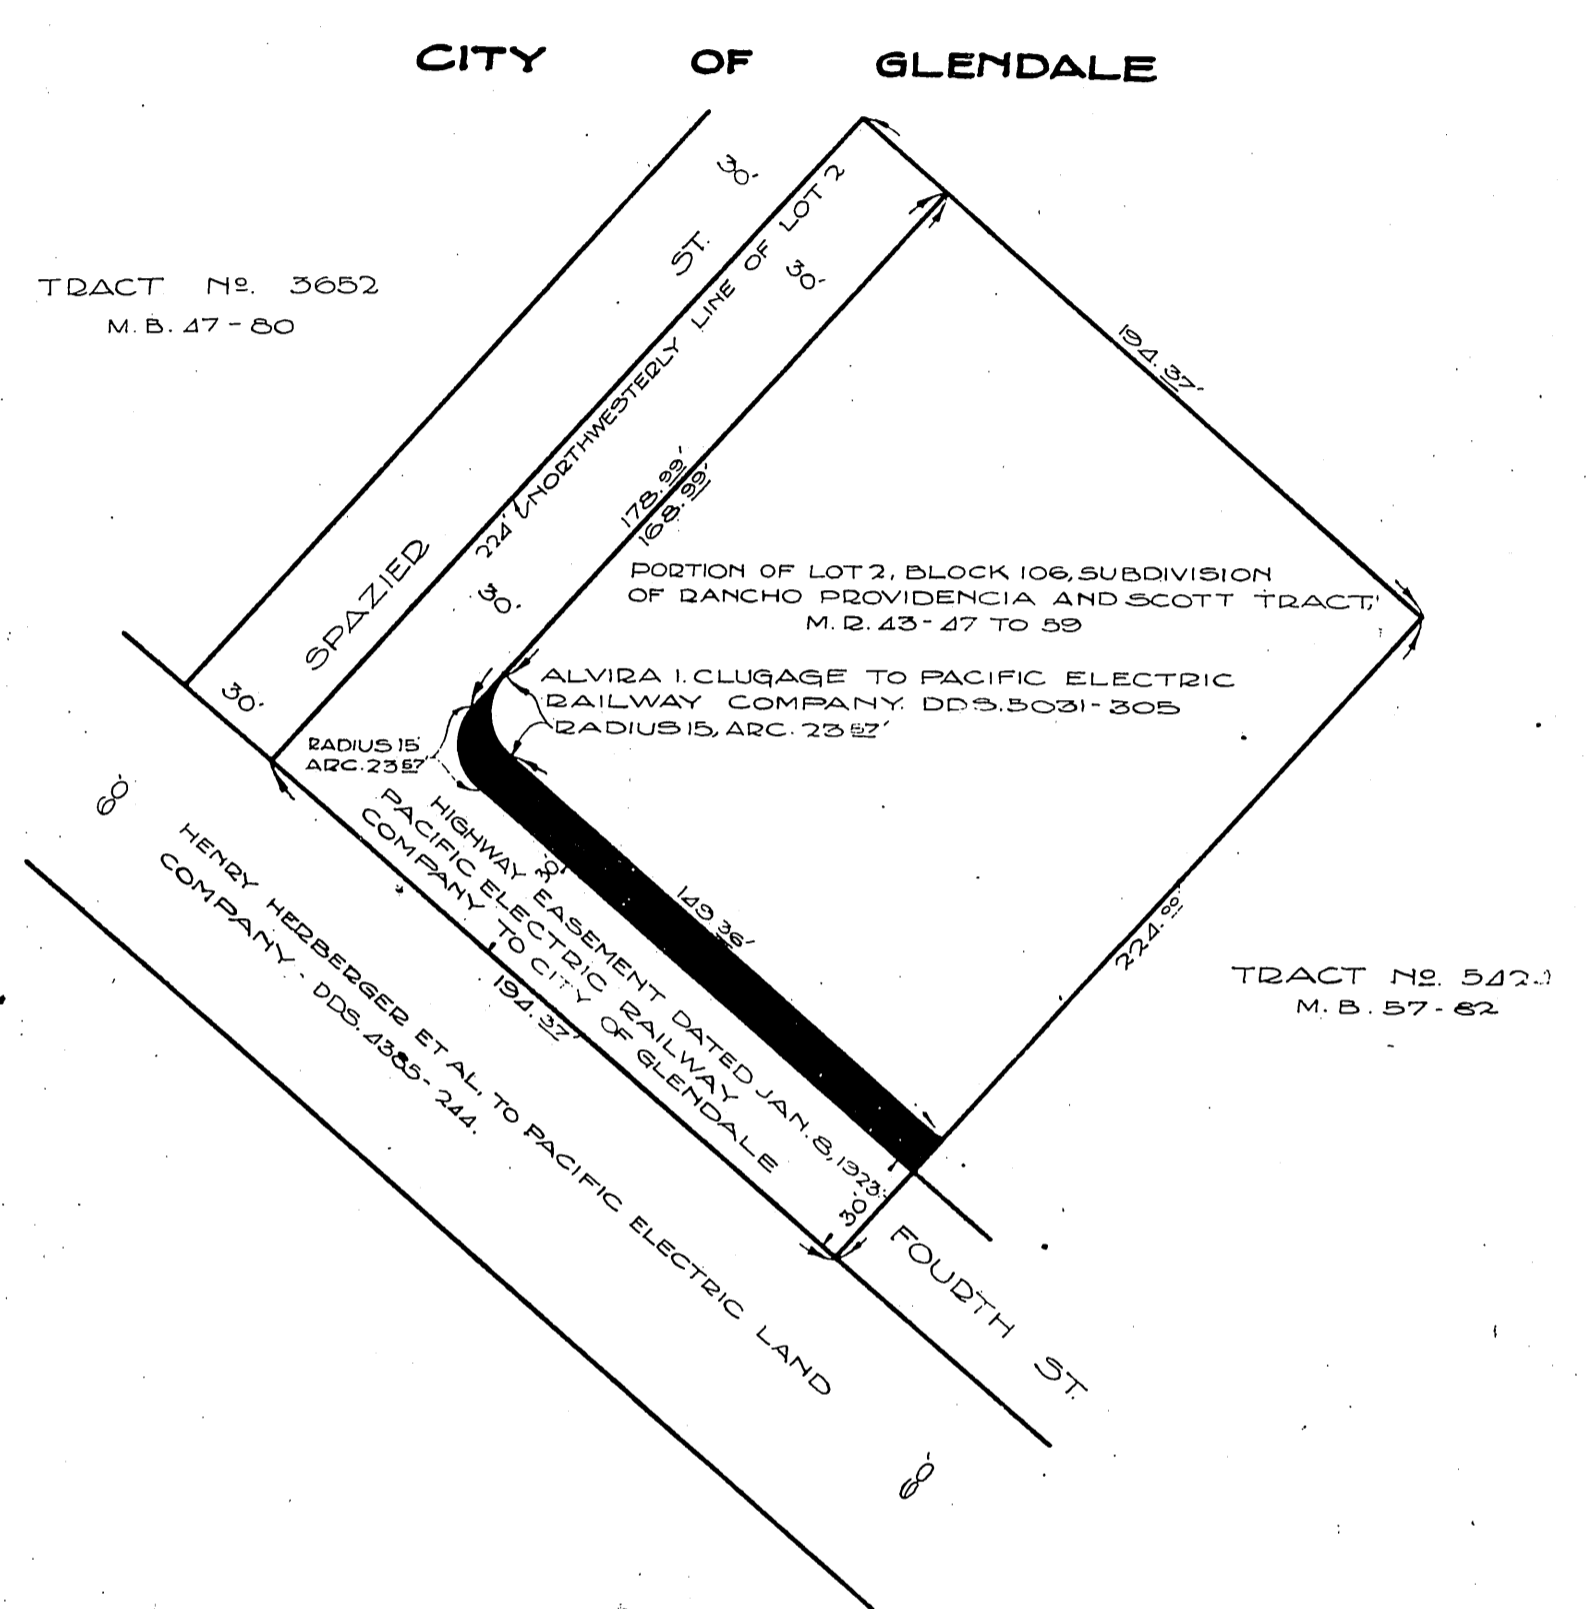 CITY OF GLENDALE
30'
ST.
NORTHWESTERLY LINE OF LOT 2
30'
TRACT Nº. 3652
M.B. 47-80
194.37'
178.99'
168.99'
224'
SPAZIER
30'
PORTION OF LOT 2, BLOCK 106, SUBDIVISION
OF RANCHO PROVIDENCIA AND SCOTT TRACT,
M.R. 43-47 TO 59
ALVIRA I. CLUGAGE TO PACIFIC ELECTRIC
RAILWAY COMPANY. DDS. 5031-305
RADIUS 15, ARC. 23.57'
30'
RADIUS 15'
ARC. 23.57'
60'
HIGHWAY EASEMENT DATED JAN. 8, 1923.
PACIFIC ELECTRIC RAILWAY
COMPANY TO CITY OF GLENDALE
30'
149.36'
HENRY HERBERGER ET AL, TO PACIFIC ELECTRIC LAND
COMPANY - DDS. 4385-244.
194.37'
224.00'
TRACT Nº.
M.B. 57-82
30'
FOURTH ST.
60'